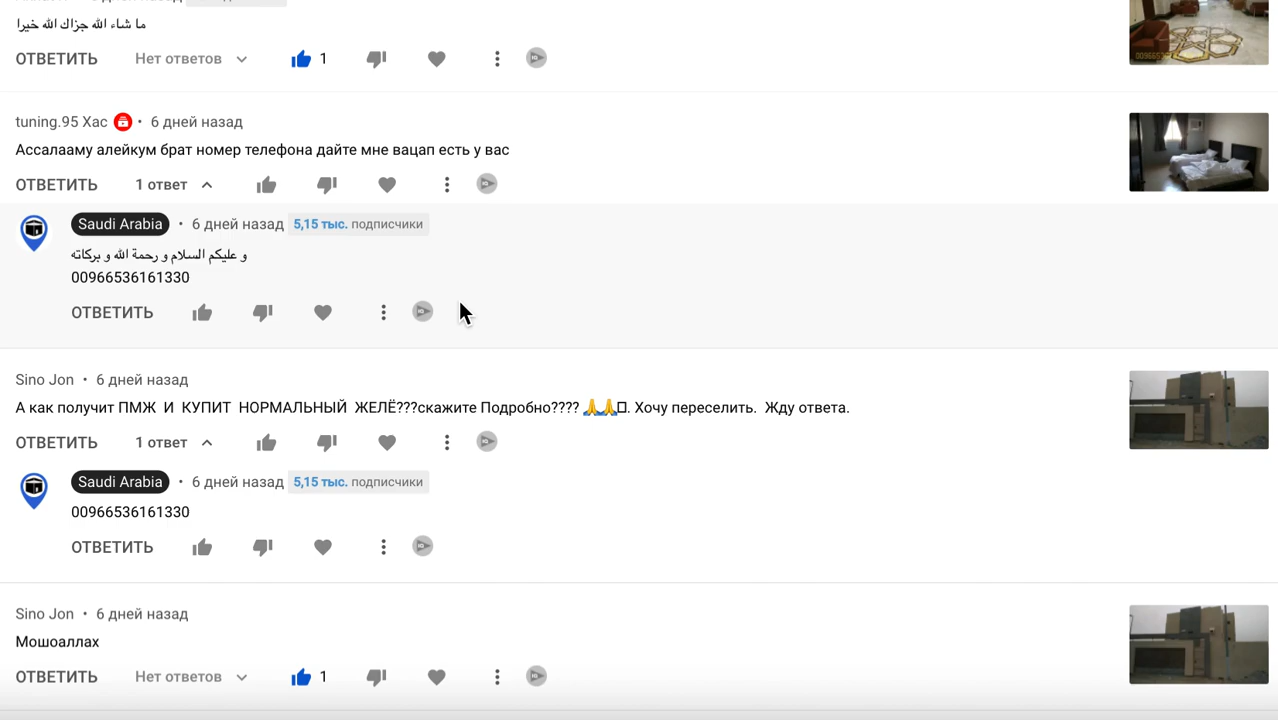 ما شاء الله جزاك الله خيرا
ОТВЕТИТЬ Нет ответов 1
tuning.95 Хас • 6 дней назад
Ассалааму алейкум брат номер телефона дайте мне вацап есть у вас
ОТВЕТИТЬ 1 ответ
Saudi Arabia • 6 дней назад 5,15 тыс. подписчики
و عليكم السلام و رحمة الله و بركاته
00966536161330
ОТВЕТИТЬ
Sino Jon • 6 дней назад
А как получит ПМЖ И КУПИТ НОРМАЛЬНЫЙ ЖЕЛЁ???скажите Подробно???? 🙏🙏. Хочу переселить. Жду ответа.
ОТВЕТИТЬ 1 ответ
Saudi Arabia • 6 дней назад 5,15 тыс. подписчики
00966536161330
ОТВЕТИТЬ
Sino Jon • 6 дней назад
Мошоаллах
ОТВЕТИТЬ Нет ответов 1